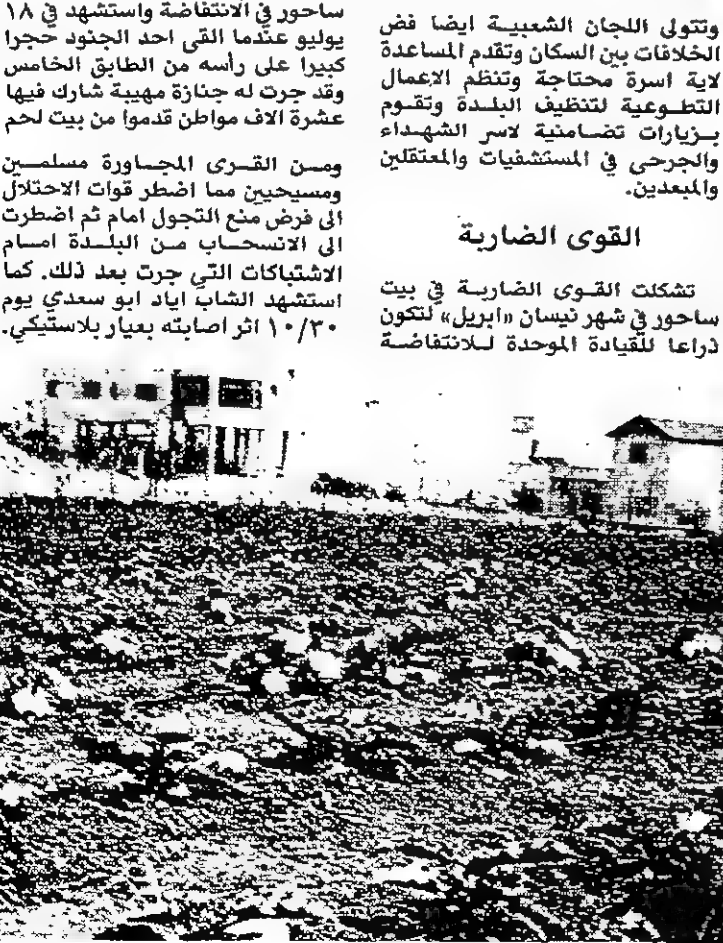 وتتولى اللجان الشعبية ايضا فض
الخلافات بين السكان وتقدم المساعدة
لاية اسرة محتاجة وتنظم الاعمال
التطوعية لتنظيف البلدة وتقوم
بزيارات تضامنية لاسر الشهداء
والجرحى في المستشفيات والمعتقلين
والمبعدين.
القوى الضاربة
تشكلت القوى الضاربة في بيت
ساحور في شهر نيسان «ابريل» لتكون
ذراعا للقيادة الموحدة للانتفاضة
ساحور في الانتفاضة واستشهد في ١٨
يوليو عندما القى احد الجنود حجرا
كبيرا على رأسه من الطابق الخامس
وقد جرت له جنازة مهيبة شارك فيها
عشرة الاف مواطن قدموا من بيت لحم
ومن القرى المجاورة مسلمين
ومسيحيين مما اضطر قوات الاحتلال
الى فرض منع التجول امام ثم اضطرت
الى الانسحاب من البلدة امام
الاشتباكات التي جرت بعد ذلك. كما
استشهد الشاب اياد ابو سعدي يوم
١٠/٣٠ اثر اصابته بعيار بلاستيكي.